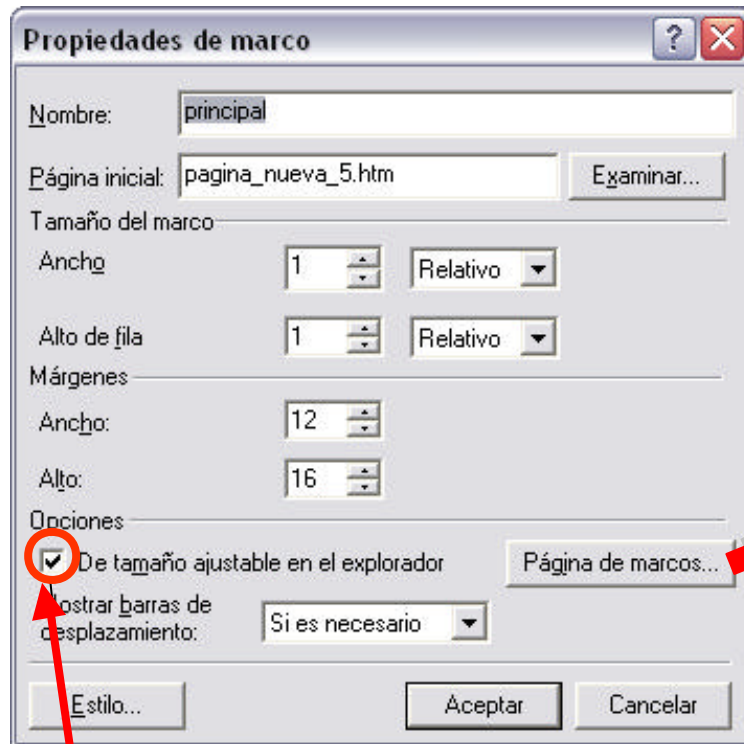 Propiedades de marco
Nombre: principal
Página inicial: pagina_nueva_5.htm Examinar...
Tamaño del marco
Ancho 1 Relativo
Alto de fila 1 Relativo
Márgenes
Ancho: 12
Alto: 16
Opciones
De tamaño ajustable en el explorador Página de marcos...
Mostrar barras de
desplazamiento: Si es necesario
Estilo... Aceptar Cancelar